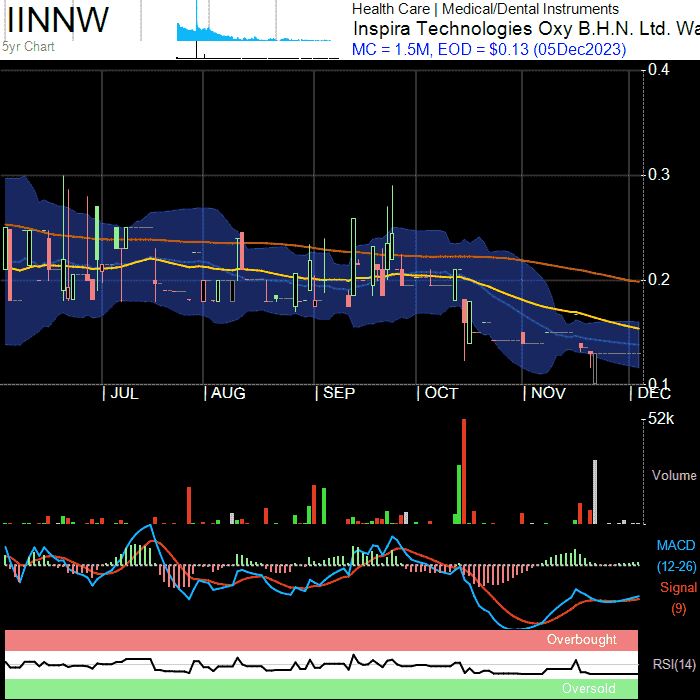 IINNW
5yr Chart
Health Care | Medical/Dental Instruments
Inspira Technologies Oxy B.H.N. Ltd. Wa
MC = 1.5M, EOD = $0.13 (05Dec2023)
0.4
0.3
0.2
0.1
JUL
AUG
SEP
OCT
NOV
DEC
52k
Volume
MACD
(12-26)
Signal
(9)
Overbought
RSI(14)
Oversold